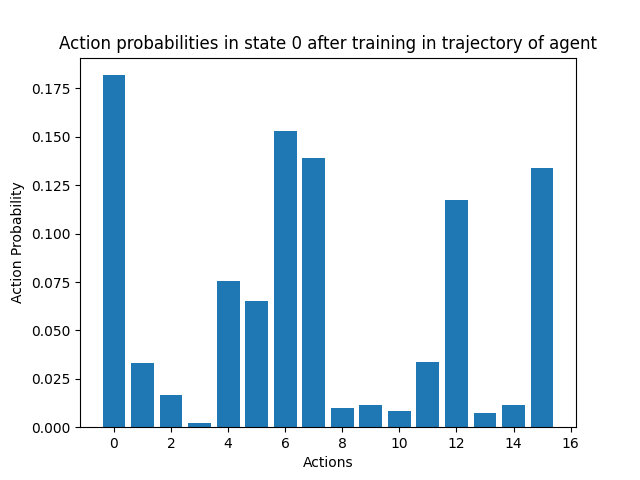 Action probabilities in state 0 after training in trajectory of agent
0.175
0.150
0.125
0.100
0.075
0.050
0.025
0.000
Action Probability
0 2 4 6 8 10 12 14 16
Actions